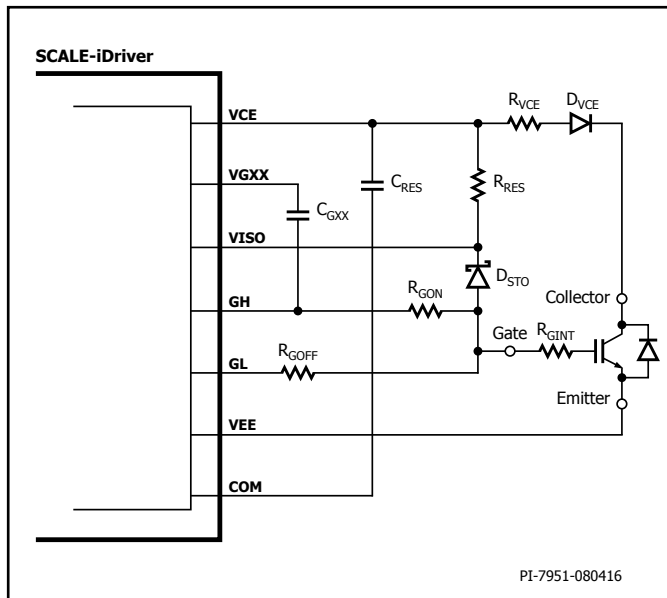 SCALE-iDriver
VCE
RVCE
DVCE
VGXX
CGXX
CRES
RRES
VISO
DSTO
GH
RGON
Collector
Gate
RGINT
GL
RGOFF
Emitter
VEE
COM
PI-7951-080416